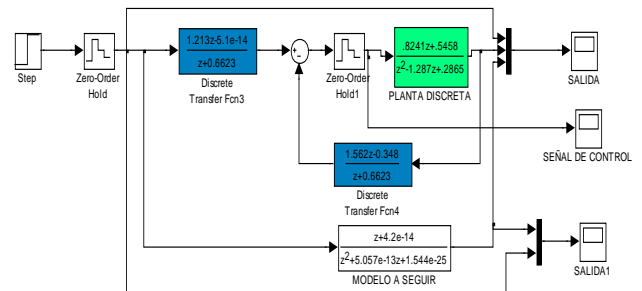 Step
Zero-Order
Hold
1.213z-5.1e-14
z+0.6623
Discrete
Transfer Fcn3
Zero-Order
Hold1
.8241z+.5458
z2-1.287z+.2865
PLANTA DISCRETA
SALIDA
SEÑAL DE CONTROL
1.562z-0.348
z+0.6623
Discrete
Transfer Fcn4
z+4.2e-14
z2+5.057e-13z+1.544e-25
MODELO A SEGUIR
SALIDA1